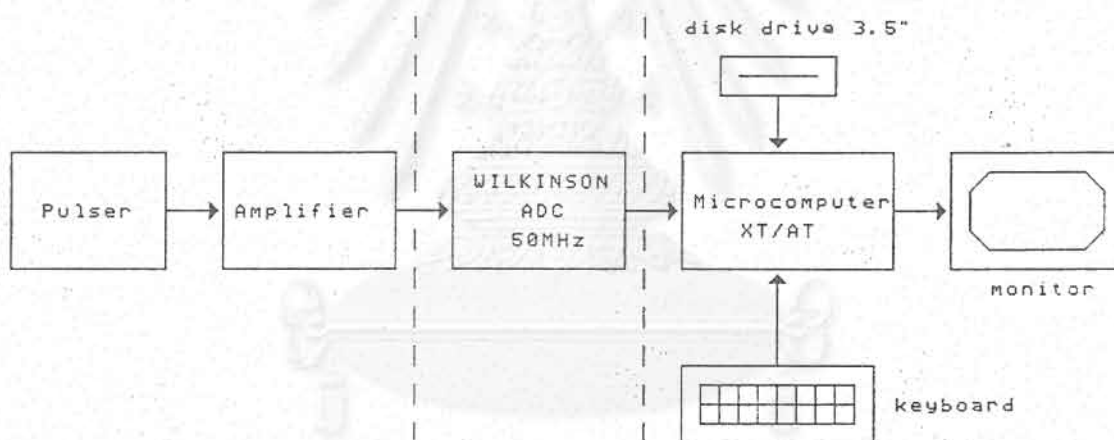 disk drive 3.5"
Pulser
Amplifier
WILKINSON
ADC
50MHz
Microcomputer
XT/AT
monitor
keyboard